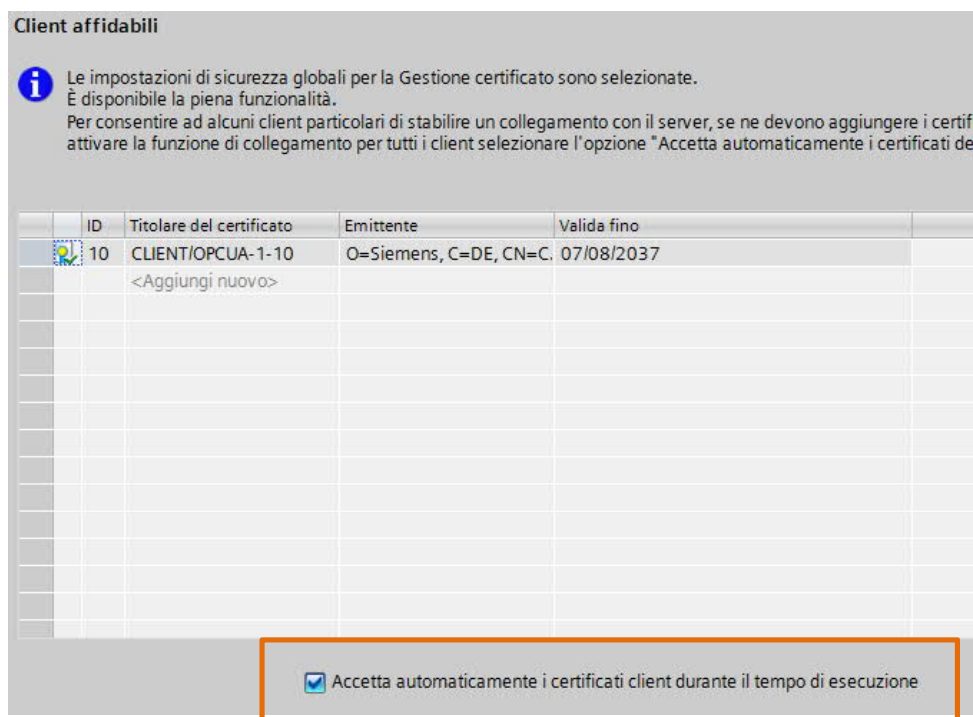 Client affidabili
Le impostazioni di sicurezza globali per la Gestione certificato sono selezionate.
È disponibile la piena funzionalità.
Per consentire ad alcuni client particolari di stabilire un collegamento con il server, se ne devono aggiungere i certif
attivare la funzione di collegamento per tutti i client selezionare l'opzione "Accetta automaticamente i certificati de
ID Titolare del certificato Emittente Valida fino
10 CLIENT/OPCUA-1-10 O=Siemens, C=DE, CN=C. 07/08/2037
<Aggiungi nuovo>
Accetta automaticamente i certificati client durante il tempo di esecuzione